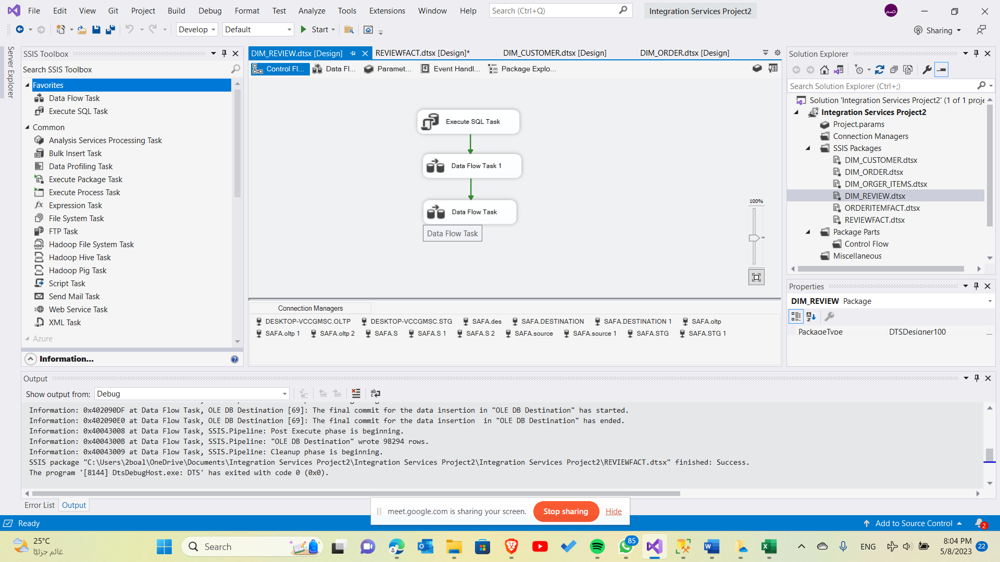 File Edit View Git Project Build Debug Format Test Analyze Tools Extensions Window Help Search (Ctrl+Q) Integration Services Project2 صم
Develop Default Start Sharing
Server Explorer
SSIS Toolbox
Search SSIS Toolbox
Favorites
Data Flow Task
Execute SQL Task
Common
Analysis Services Processing Task
Bulk Insert Task
Data Profiling Task
Execute Package Task
Execute Process Task
Expression Task
File System Task
FTP Task
Hadoop File System Task
Hadoop Hive Task
Hadoop Pig Task
Script Task
Send Mail Task
Web Service Task
XML Task
Azure
Information...
DIM_REVIEW.dtsx [Design] REVIEWFACT.dtsx [Design]* DIM_CUSTOMER.dtsx [Design] DIM_ORDER.dtsx [Design]
Control Fl... Data Fl... Paramet... Event Handl... Package Explo...
Execute SQL Task
Data Flow Task 1
Data Flow Task
Data Flow Task
100%
Connection Managers
DESKTOP-VCCGMSC.OLTP DESKTOP-VCCGMSC.STG SAFA.des SAFA.DESTINATION SAFA.DESTINATION 1 SAFA.oltp
SAFA.oltp 1 SAFA.oltp 2 SAFA.S SAFA.S 1 SAFA.S 2 SAFA.source SAFA.source 1 SAFA.STG SAFA.STG 1
Solution Explorer
Search Solution Explorer (Ctrl+;)
Solution 'Integration Services Project2' (1 of 1 proje
Integration Services Project2
Project.params
Connection Managers
SSIS Packages
DIM_CUSTOMER.dtsx
DIM_ORDER.dtsx
DIM_ORGER_ITEMS.dtsx
DIM_REVIEW.dtsx
ORDERITEMFACT.dtsx
REVIEWFACT.dtsx
Package Parts
Control Flow
Miscellaneous
Properties
DIM_REVIEW Package
PackageType DTSDesigner100
Output
Show output from: Debug
Information: 0x402090DF at Data Flow Task, OLE DB Destination [69]: The final commit for the data insertion in "OLE DB Destination" has started.
Information: 0x402090E0 at Data Flow Task, OLE DB Destination [69]: The final commit for the data insertion  in "OLE DB Destination" has ended.
Information: 0x40043008 at Data Flow Task, SSIS.Pipeline: Post Execute phase is beginning.
Information: 0x4004300B at Data Flow Task, SSIS.Pipeline: "OLE DB Destination" wrote 98294 rows.
Information: 0x40043009 at Data Flow Task, SSIS.Pipeline: Cleanup phase is beginning.
SSIS package "C:\Users\2boal\OneDrive\Documents\Integration Services Project2\Integration Services Project2\Integration Services Project2\REVIEWFACT.dtsx" finished: Success.
The program '[8144] DtsDebugHost.exe: DTS' has exited with code 0 (0x0).
Error List Output
meet.google.com is sharing your screen. Stop sharing Hide
Ready Add to Source Control 2
25°C
غائم جزئيًا
Search 85 ENG 8:04 PM
5/8/2023 22